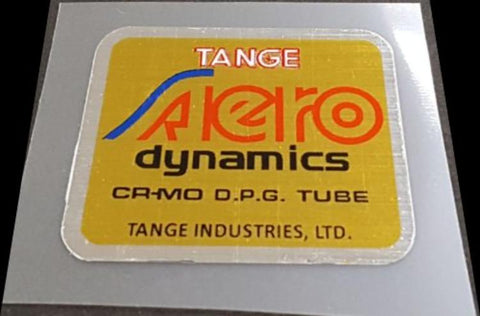 TANGE
Aero
dynamics
CR-MO D.P.G. TUBE
TANGE INDUSTRIES, LTD.